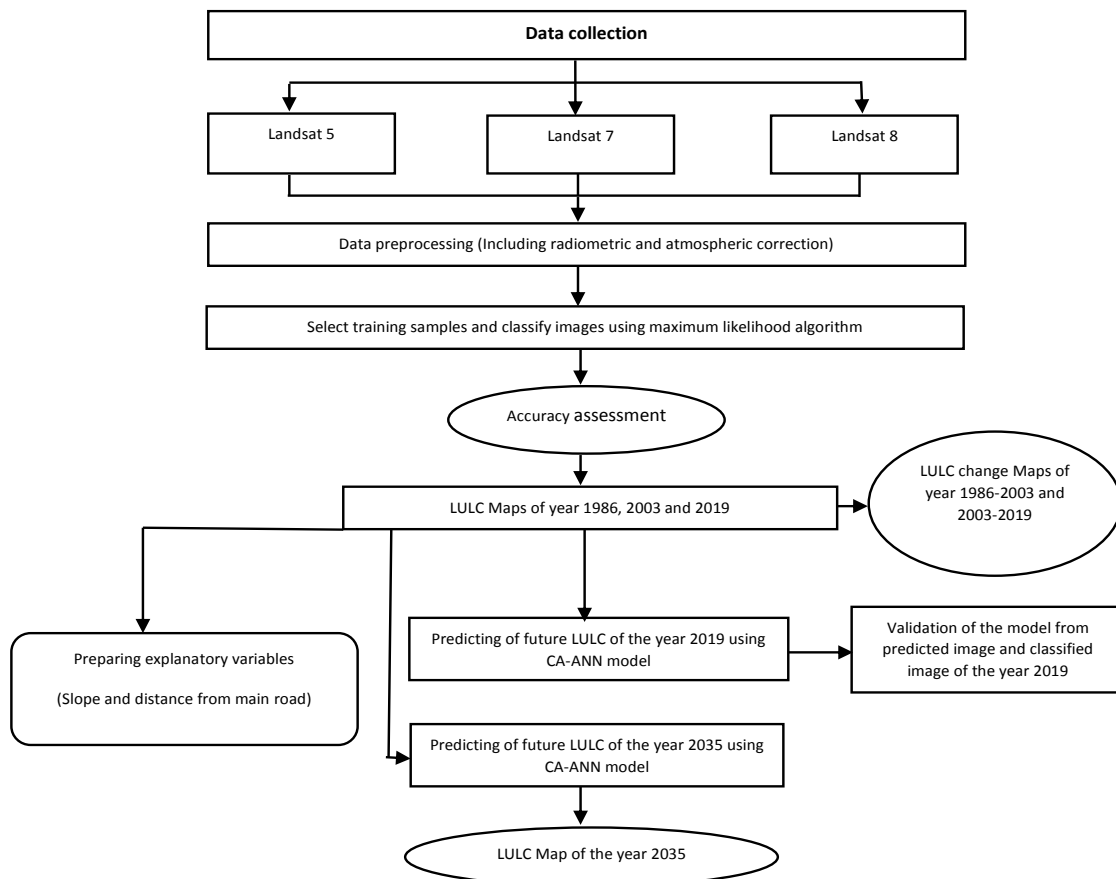 Data collection
Landsat 5
Landsat 7
Landsat 8
Data preprocessing (Including radiometric and atmospheric correction)
Select training samples and classify images using maximum likelihood algorithm
Accuracy assessment
LULC change Maps of
year 1986-2003 and
2003-2019
LULC Maps of year 1986, 2003 and 2019
Predicting of future LULC of the year 2019 using
CA-ANN model
Validation of the model from
predicted image and classified
image of the year 2019
Preparing explanatory variables
(Slope and distance from main road)
Predicting of future LULC of the year 2035 using
CA-ANN model
LULC Map of the year 2035